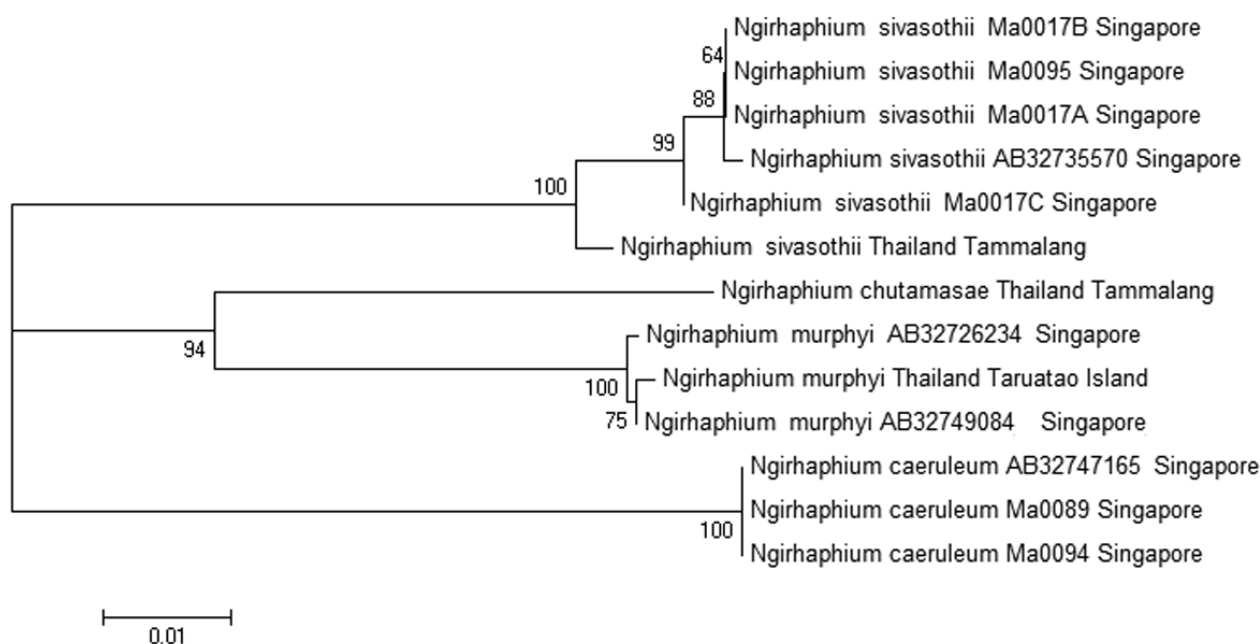 Ngirhaphium sivasothii Ma0017B Singapore
64
Ngirhaphium sivasothii Ma0095 Singapore
88
Ngirhaphium sivasothii Ma0017A Singapore
99
Ngirhaphium sivasothii AB32735570 Singapore
100
Ngirhaphium sivasothii Ma0017C Singapore
Ngirhaphium sivasothii Thailand Tammalang
Ngirhaphium chutamasae Thailand Tammalang
94
Ngirhaphium murphyi AB32726234 Singapore
100
Ngirhaphium murphyi Thailand Taruatao Island
75
Ngirhaphium murphyi AB32749084 Singapore
Ngirhaphium caeruleum AB32747165 Singapore
Ngirhaphium caeruleum Ma0089 Singapore
100
Ngirhaphium caeruleum Ma0094 Singapore
0.01